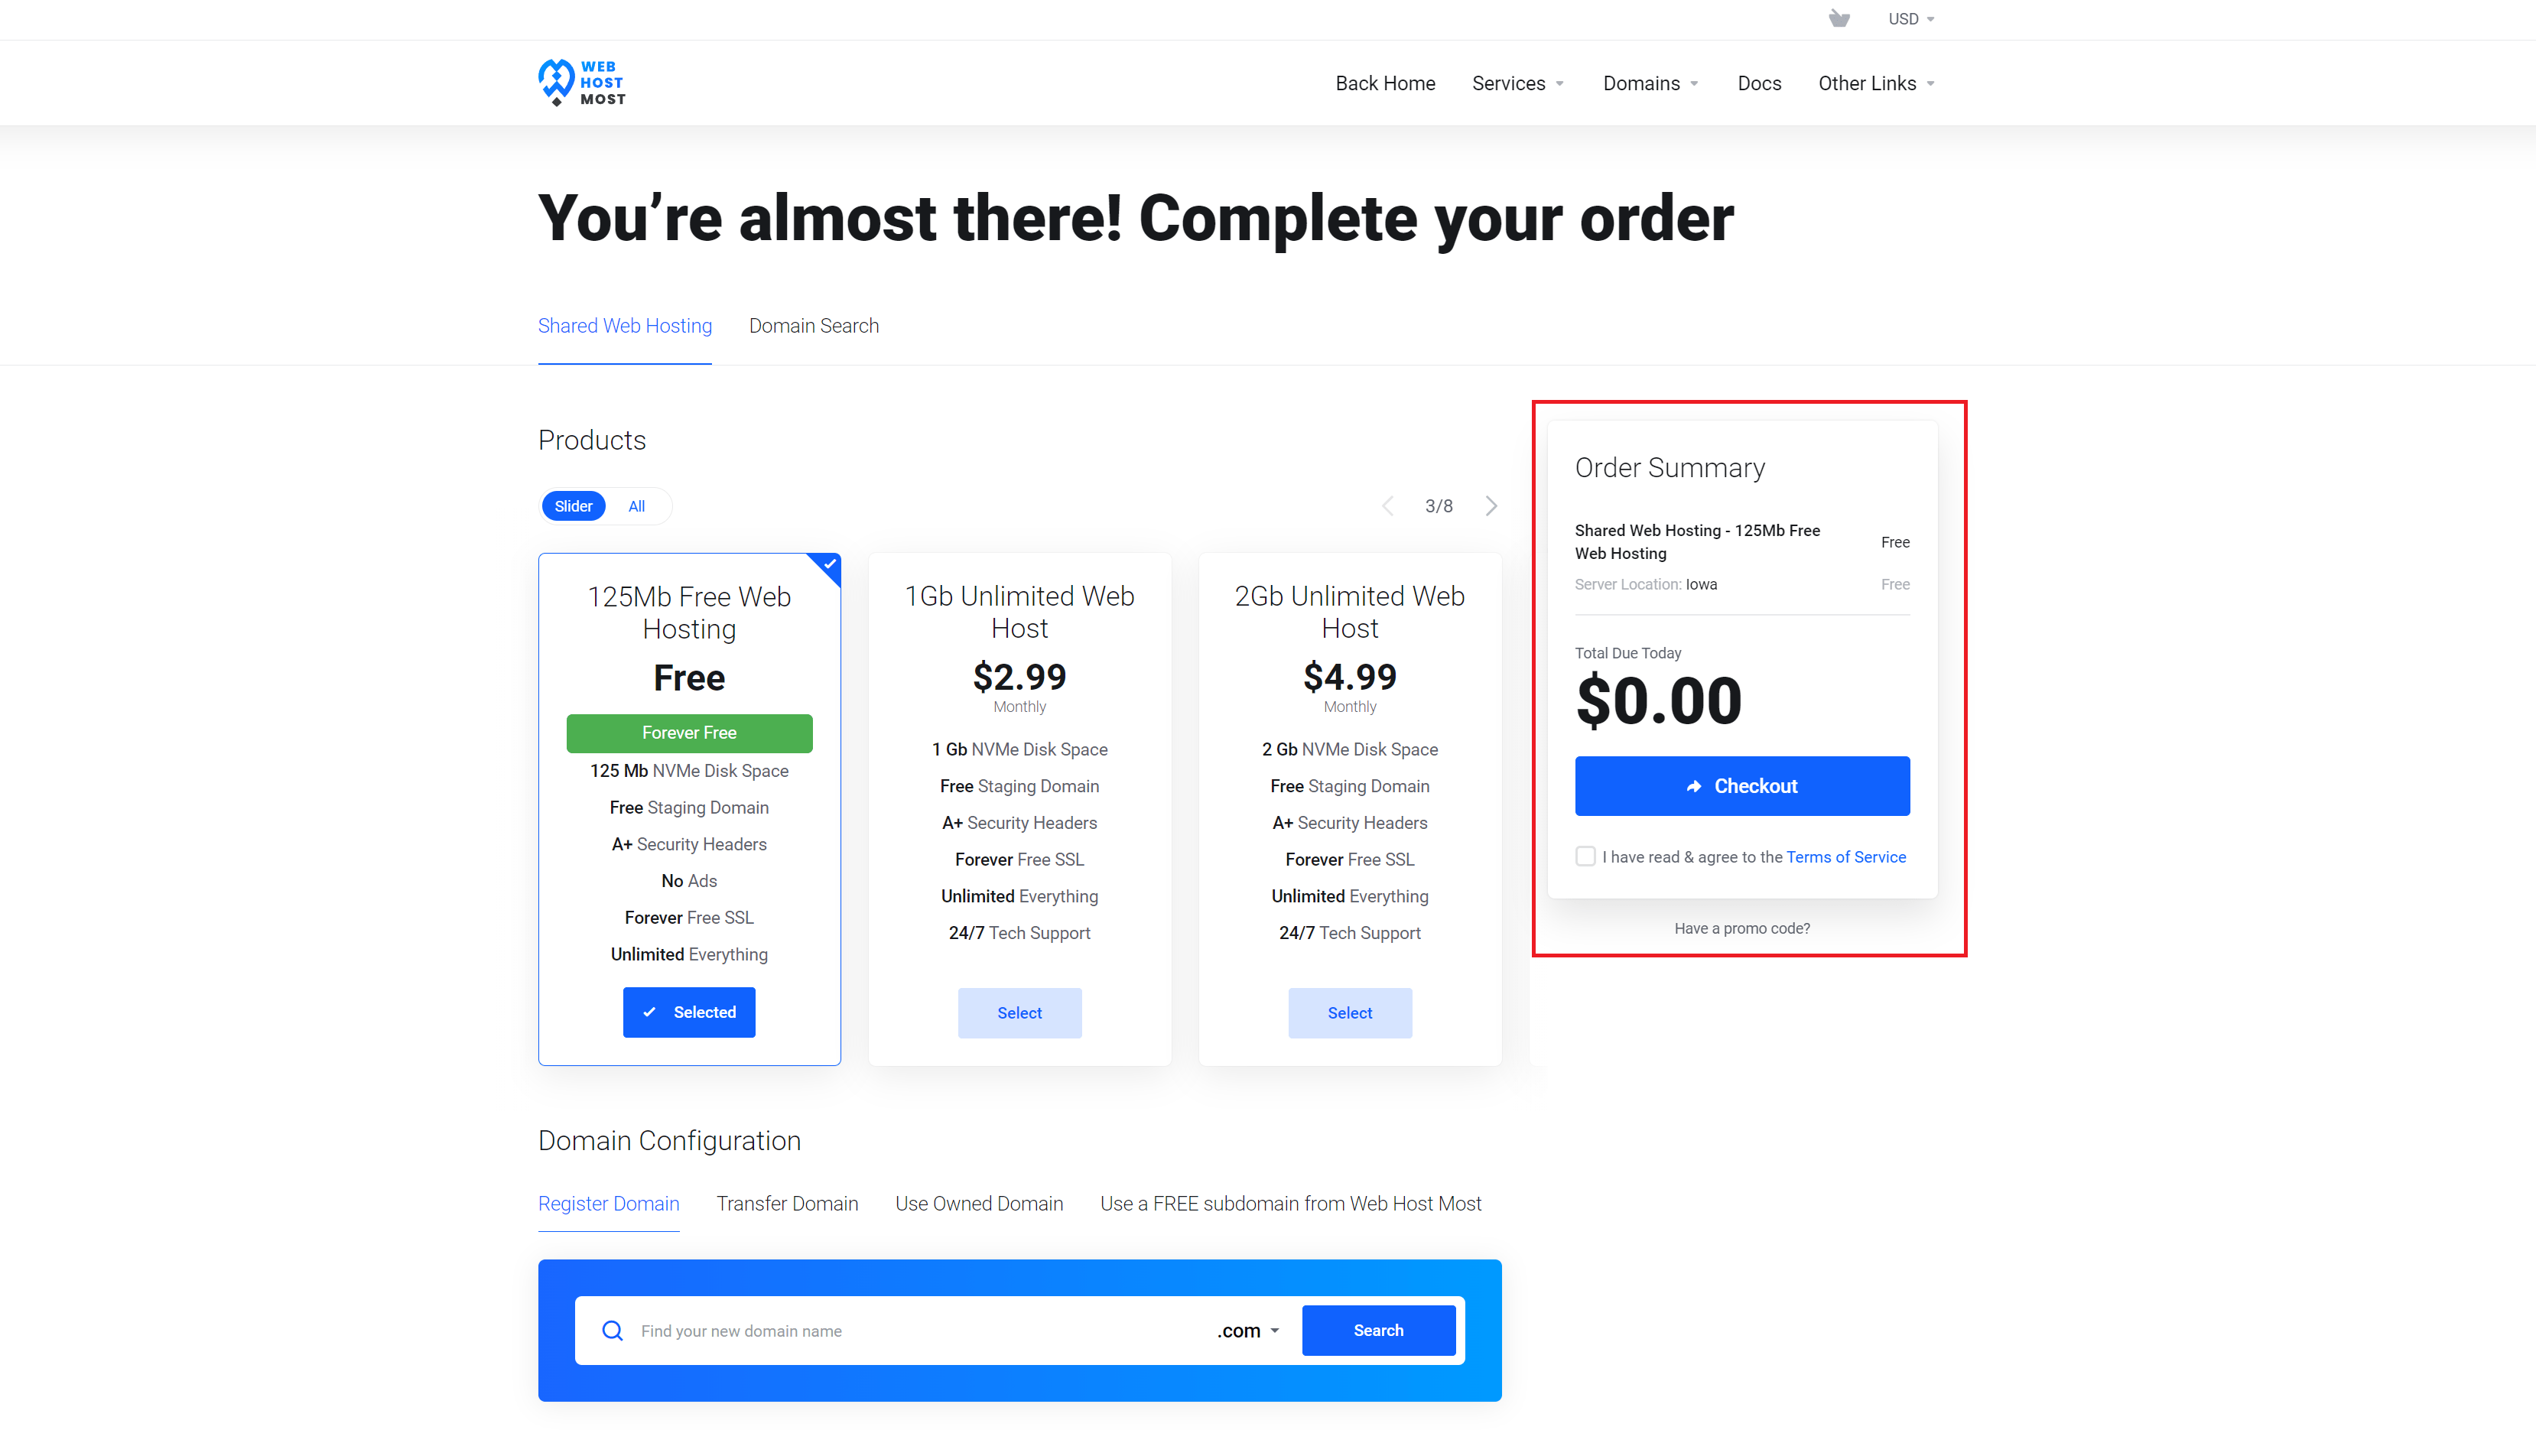 USD
WEB
HOST
MOST
Back Home
Services
Domains
Docs
Other Links
You’re almost there! Complete your order
Shared Web Hosting
Domain Search
Products
Slider
All
3/8
125Mb Free Web
Hosting
Free
Forever Free
125 Mb NVMe Disk Space
Free Staging Domain
A+ Security Headers
No Ads
Forever Free SSL
Unlimited Everything
Selected
1Gb Unlimited Web
Host
$2.99
Monthly
1 Gb NVMe Disk Space
Free Staging Domain
A+ Security Headers
Forever Free SSL
Unlimited Everything
24/7 Tech Support
Select
2Gb Unlimited Web
Host
$4.99
Monthly
2 Gb NVMe Disk Space
Free Staging Domain
A+ Security Headers
Forever Free SSL
Unlimited Everything
24/7 Tech Support
Select
Order Summary
Shared Web Hosting - 125Mb Free
Web Hosting
Free
Server Location: Iowa
Free
Total Due Today
$0.00
Checkout
I have read & agree to the Terms of Service
Have a promo code?
Domain Configuration
Register Domain
Transfer Domain
Use Owned Domain
Use a FREE subdomain from Web Host Most
Find your new domain name
.com
Search